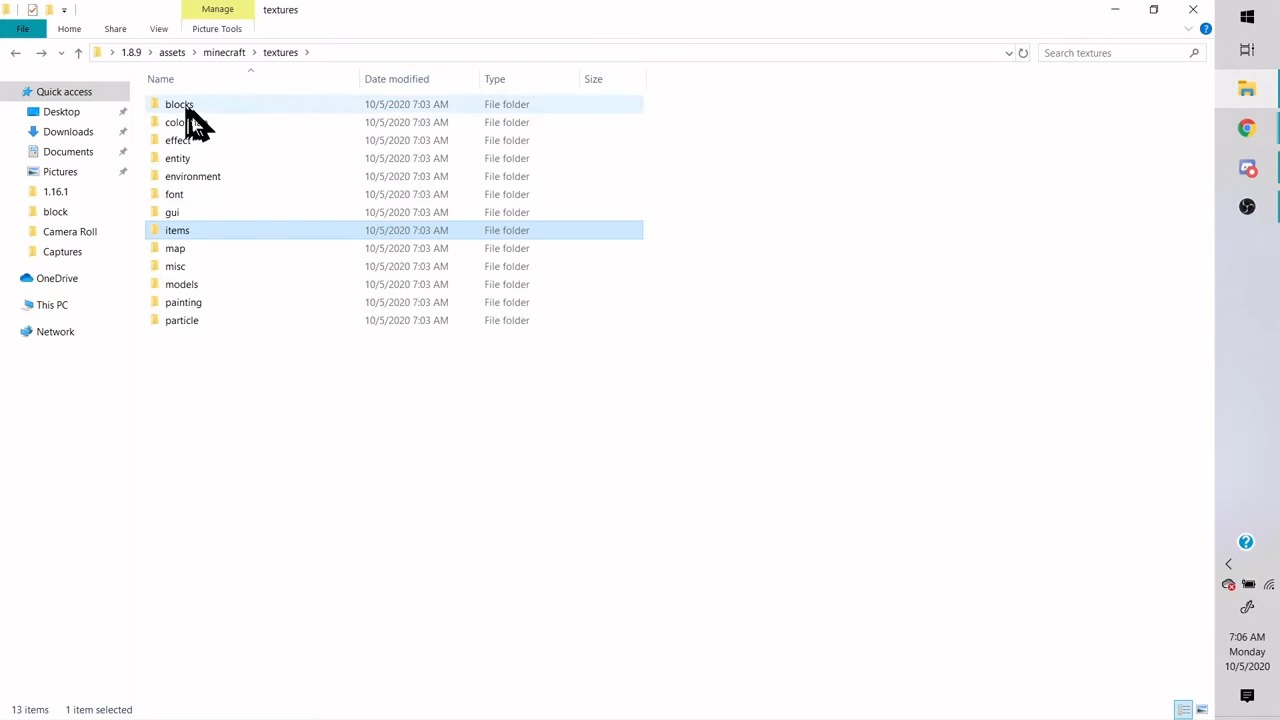 Manage
textures
File
Home
Share
View
Picture Tools
1.8.9
assets
minecraft
textures
Search textures
Name
Date modified
Type
Size
Quick access
Desktop
Downloads
Documents
Pictures
1.16.1
block
Camera Roll
Captures
OneDrive
This PC
Network
blocks 10/5/2020 7:03 AM File folder
10/5/2020 7:03 AM File folder
effect 10/5/2020 7:03 AM File folder
entity 10/5/2020 7:03 AM File folder
environment 10/5/2020 7:03 AM File folder
font 10/5/2020 7:03 AM File folder
gui 10/5/2020 7:03 AM File folder
items 10/5/2020 7:03 AM File folder
map 10/5/2020 7:03 AM File folder
misc 10/5/2020 7:03 AM File folder
models 10/5/2020 7:03 AM File folder
painting 10/5/2020 7:03 AM File folder
particle 10/5/2020 7:03 AM File folder
13 items
1 item selected
7:06 AM
Monday
10/5/2020